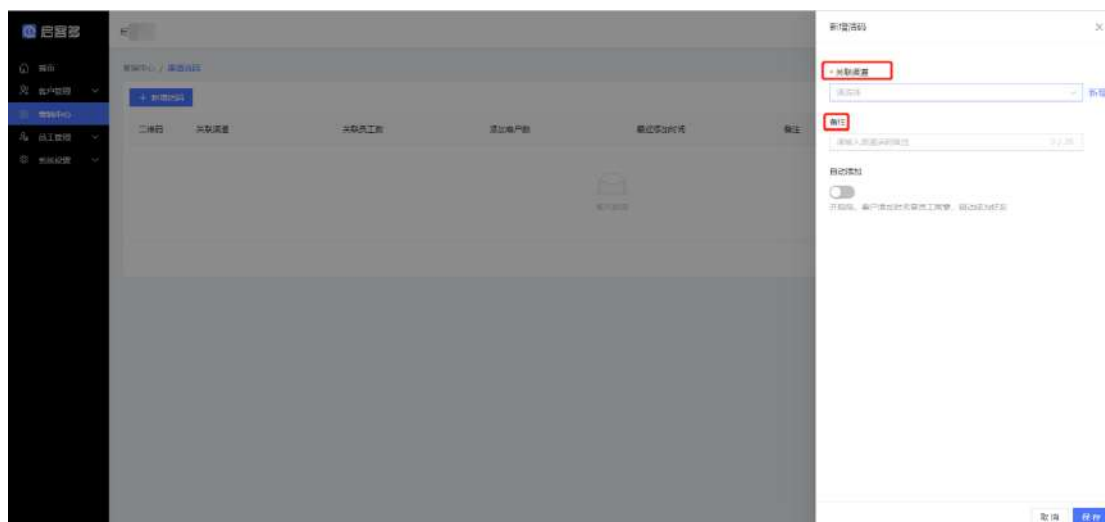 启客多
新增活码
首页
客户管理
营销中心
员工管理
系统设置
营销中心 / 渠道活码
+ 新增活码
二维码 关联渠道 关联员工数 添加客户数 最近添加时间 备注
暂无数据
* 关联渠道
请选择
新增
备注
自动添加
取消
保存